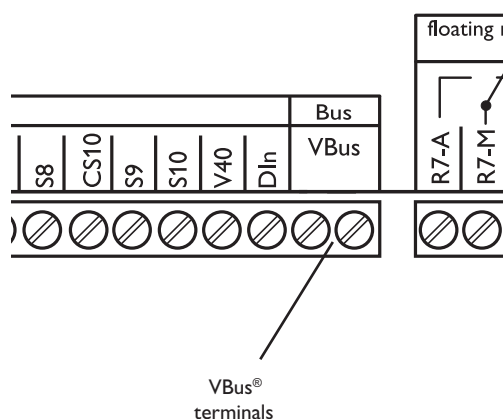 floating
Bus
VBus
S8
CS10
S9
S10
V40
DIn
R7-A
R7-M
VBus®
terminals